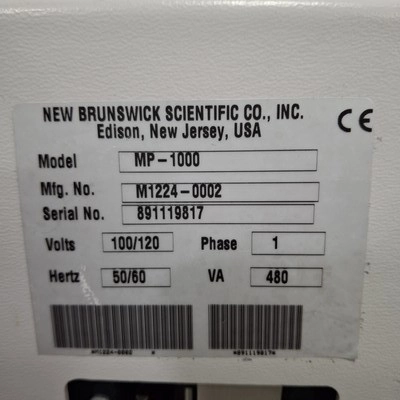 NEW BRUNSWICK SCIENTIFIC CO., INC.
Edison, New Jersey, USA
CE
Model MP-1000
Mfg. No. M1224-0002
Serial No. 891119817
Volts 100/120 Phase 1
Hertz 50/60 VA 480